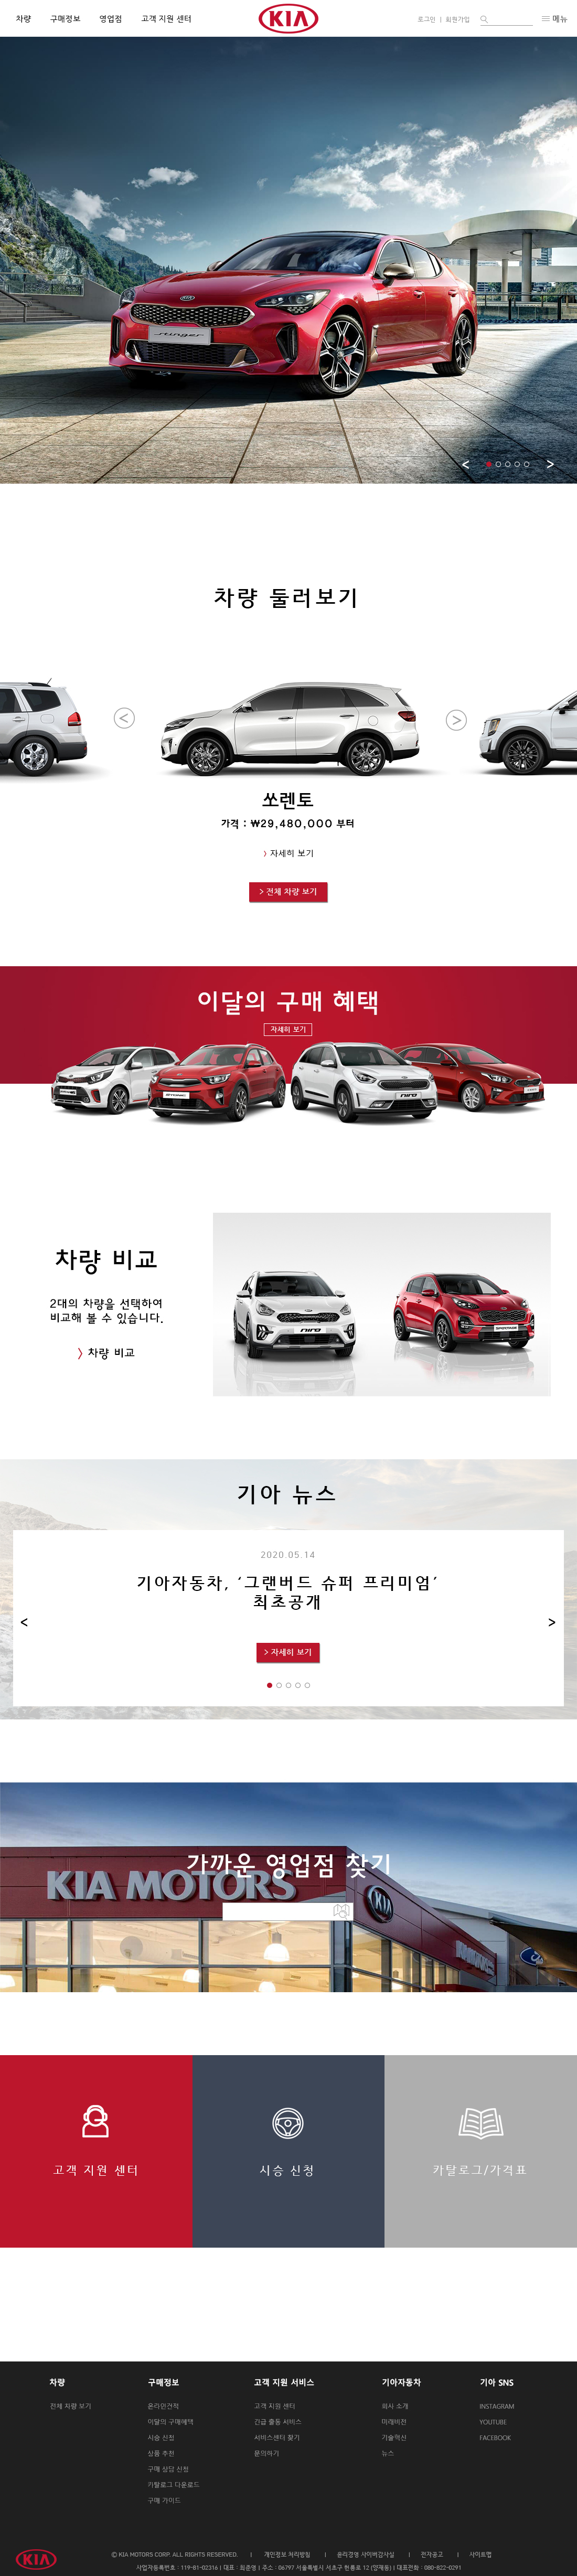 차량 구매정보 영업점 고객 지원 센터
KIA
로그인 | 회원가입
메뉴
KIA
stinger
< >
차량 둘러보기
< >
쏘렌토
가격 : ₩29,480,000 부터
> 자세히 보기
> 전체 차량 보기
이달의 구매 혜택
자세히 보기
STONIC
niro
차량 비교
2대의 차량을 선택하여
비교해 볼 수 있습니다.
> 차량 비교
niro
SPORTAGE
기아 뉴스
2020.05.14
기아자동차, ‘그랜버드 슈퍼 프리미엄’
최초공개
< >
> 자세히 보기
가까운 영업점 찾기
KIA MOTORS
KIA
고객 지원 센터
시승 신청
카탈로그/가격표
차량
전체 차량 보기
구매정보
온라인견적
이달의 구매혜택
시승 신청
상품 추천
구매 상담 신청
카탈로그 다운로드
구매 가이드
고객 지원 서비스
고객 지원 센터
긴급 출동 서비스
서비스센터 찾기
문의하기
기아자동차
회사 소개
미래비전
기술혁신
뉴스
기아 SNS
INSTAGRAM
YOUTUBE
FACEBOOK
KIA
© KIA MOTORS CORP. ALL RIGHTS RESERVED. | 개인정보 처리방침 | 윤리경영 사이버감사실 | 전자공고 | 사이트맵
사업자등록번호 : 119-81-02316 | 대표 : 최준영 | 주소 : 06797 서울특별시 서초구 헌릉로 12 (양재동) | 대표전화 : 080-822-0291